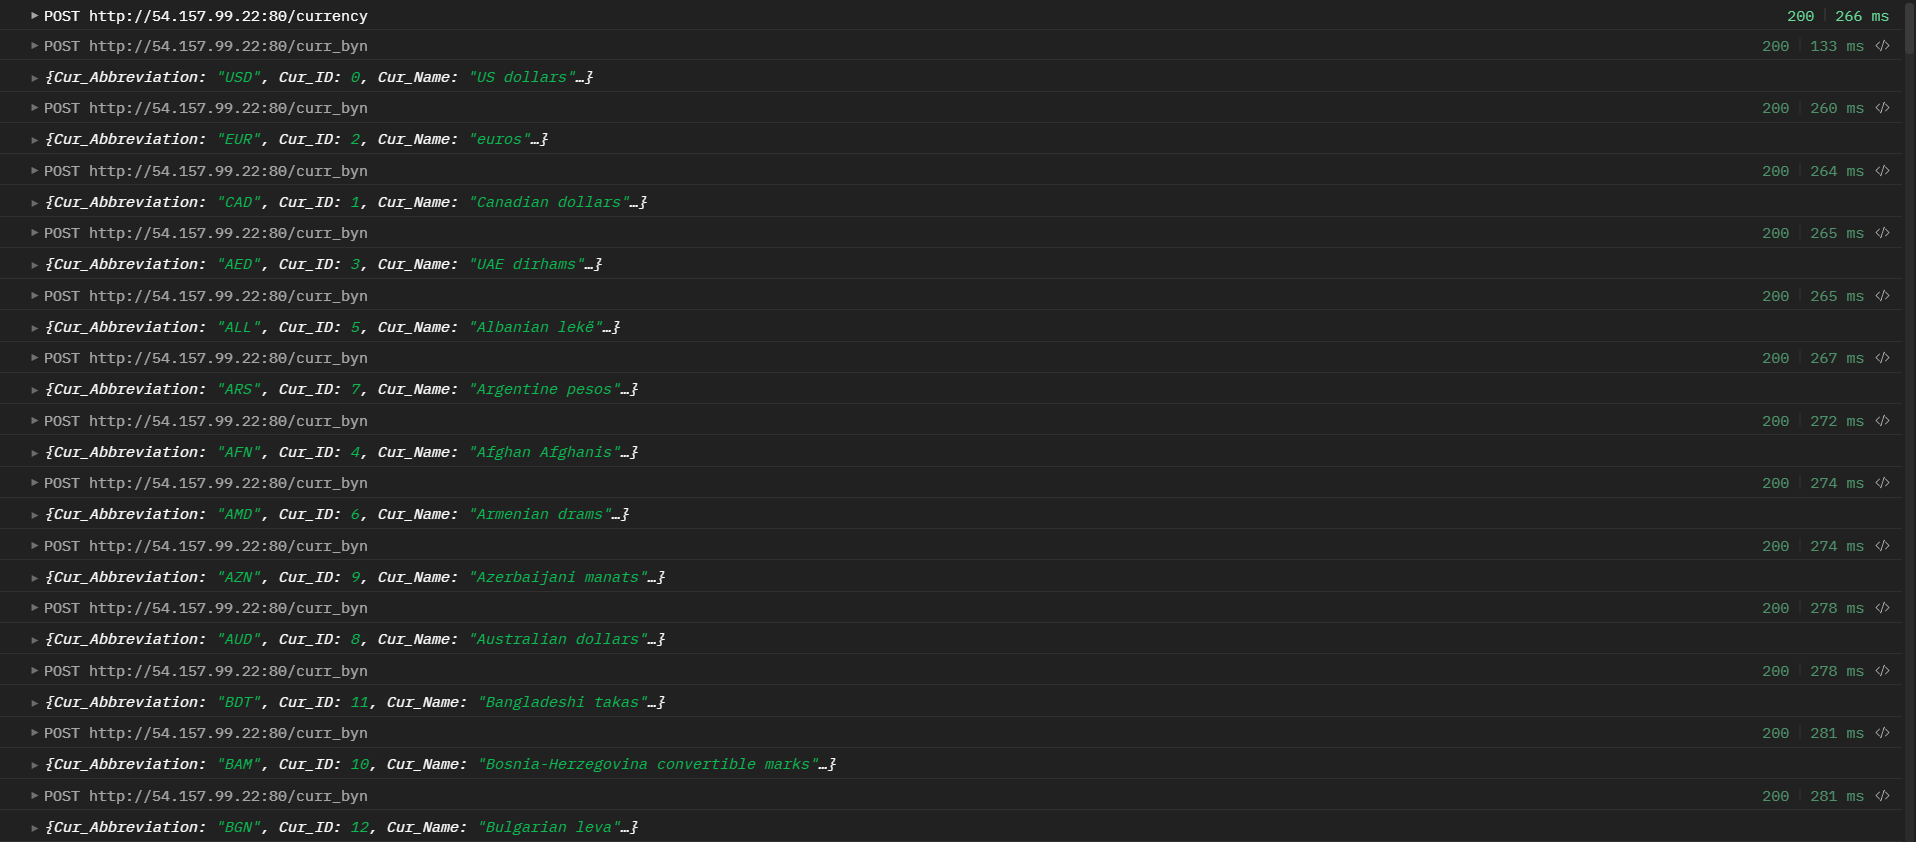 POST http://54.157.99.22:80/currency 200 266 ms
POST http://54.157.99.22:80/curr_byn 200 133 ms </>
{Cur_Abbreviation: "USD", Cur_ID: 0, Cur_Name: "US dollars"…}
POST http://54.157.99.22:80/curr_byn 200 260 ms </>
{Cur_Abbreviation: "EUR", Cur_ID: 2, Cur_Name: "euros"…}
POST http://54.157.99.22:80/curr_byn 200 264 ms </>
{Cur_Abbreviation: "CAD", Cur_ID: 1, Cur_Name: "Canadian dollars"…}
POST http://54.157.99.22:80/curr_byn 200 265 ms </>
{Cur_Abbreviation: "AED", Cur_ID: 3, Cur_Name: "UAE dirhams"…}
POST http://54.157.99.22:80/curr_byn 200 265 ms </>
{Cur_Abbreviation: "ALL", Cur_ID: 5, Cur_Name: "Albanian lekë"…}
POST http://54.157.99.22:80/curr_byn 200 267 ms </>
{Cur_Abbreviation: "ARS", Cur_ID: 7, Cur_Name: "Argentine pesos"…}
POST http://54.157.99.22:80/curr_byn 200 272 ms </>
{Cur_Abbreviation: "AFN", Cur_ID: 4, Cur_Name: "Afghan Afghanis"…}
POST http://54.157.99.22:80/curr_byn 200 274 ms </>
{Cur_Abbreviation: "AMD", Cur_ID: 6, Cur_Name: "Armenian drams"…}
POST http://54.157.99.22:80/curr_byn 200 274 ms </>
{Cur_Abbreviation: "AZN", Cur_ID: 9, Cur_Name: "Azerbaijani manats"…}
POST http://54.157.99.22:80/curr_byn 200 278 ms </>
{Cur_Abbreviation: "AUD", Cur_ID: 8, Cur_Name: "Australian dollars"…}
POST http://54.157.99.22:80/curr_byn 200 278 ms </>
{Cur_Abbreviation: "BDT", Cur_ID: 11, Cur_Name: "Bangladeshi takas"…}
POST http://54.157.99.22:80/curr_byn 200 281 ms </>
{Cur_Abbreviation: "BAM", Cur_ID: 10, Cur_Name: "Bosnia-Herzegovina convertible marks"…}
POST http://54.157.99.22:80/curr_byn 200 281 ms </>
{Cur_Abbreviation: "BGN", Cur_ID: 12, Cur_Name: "Bulgarian leva"…}